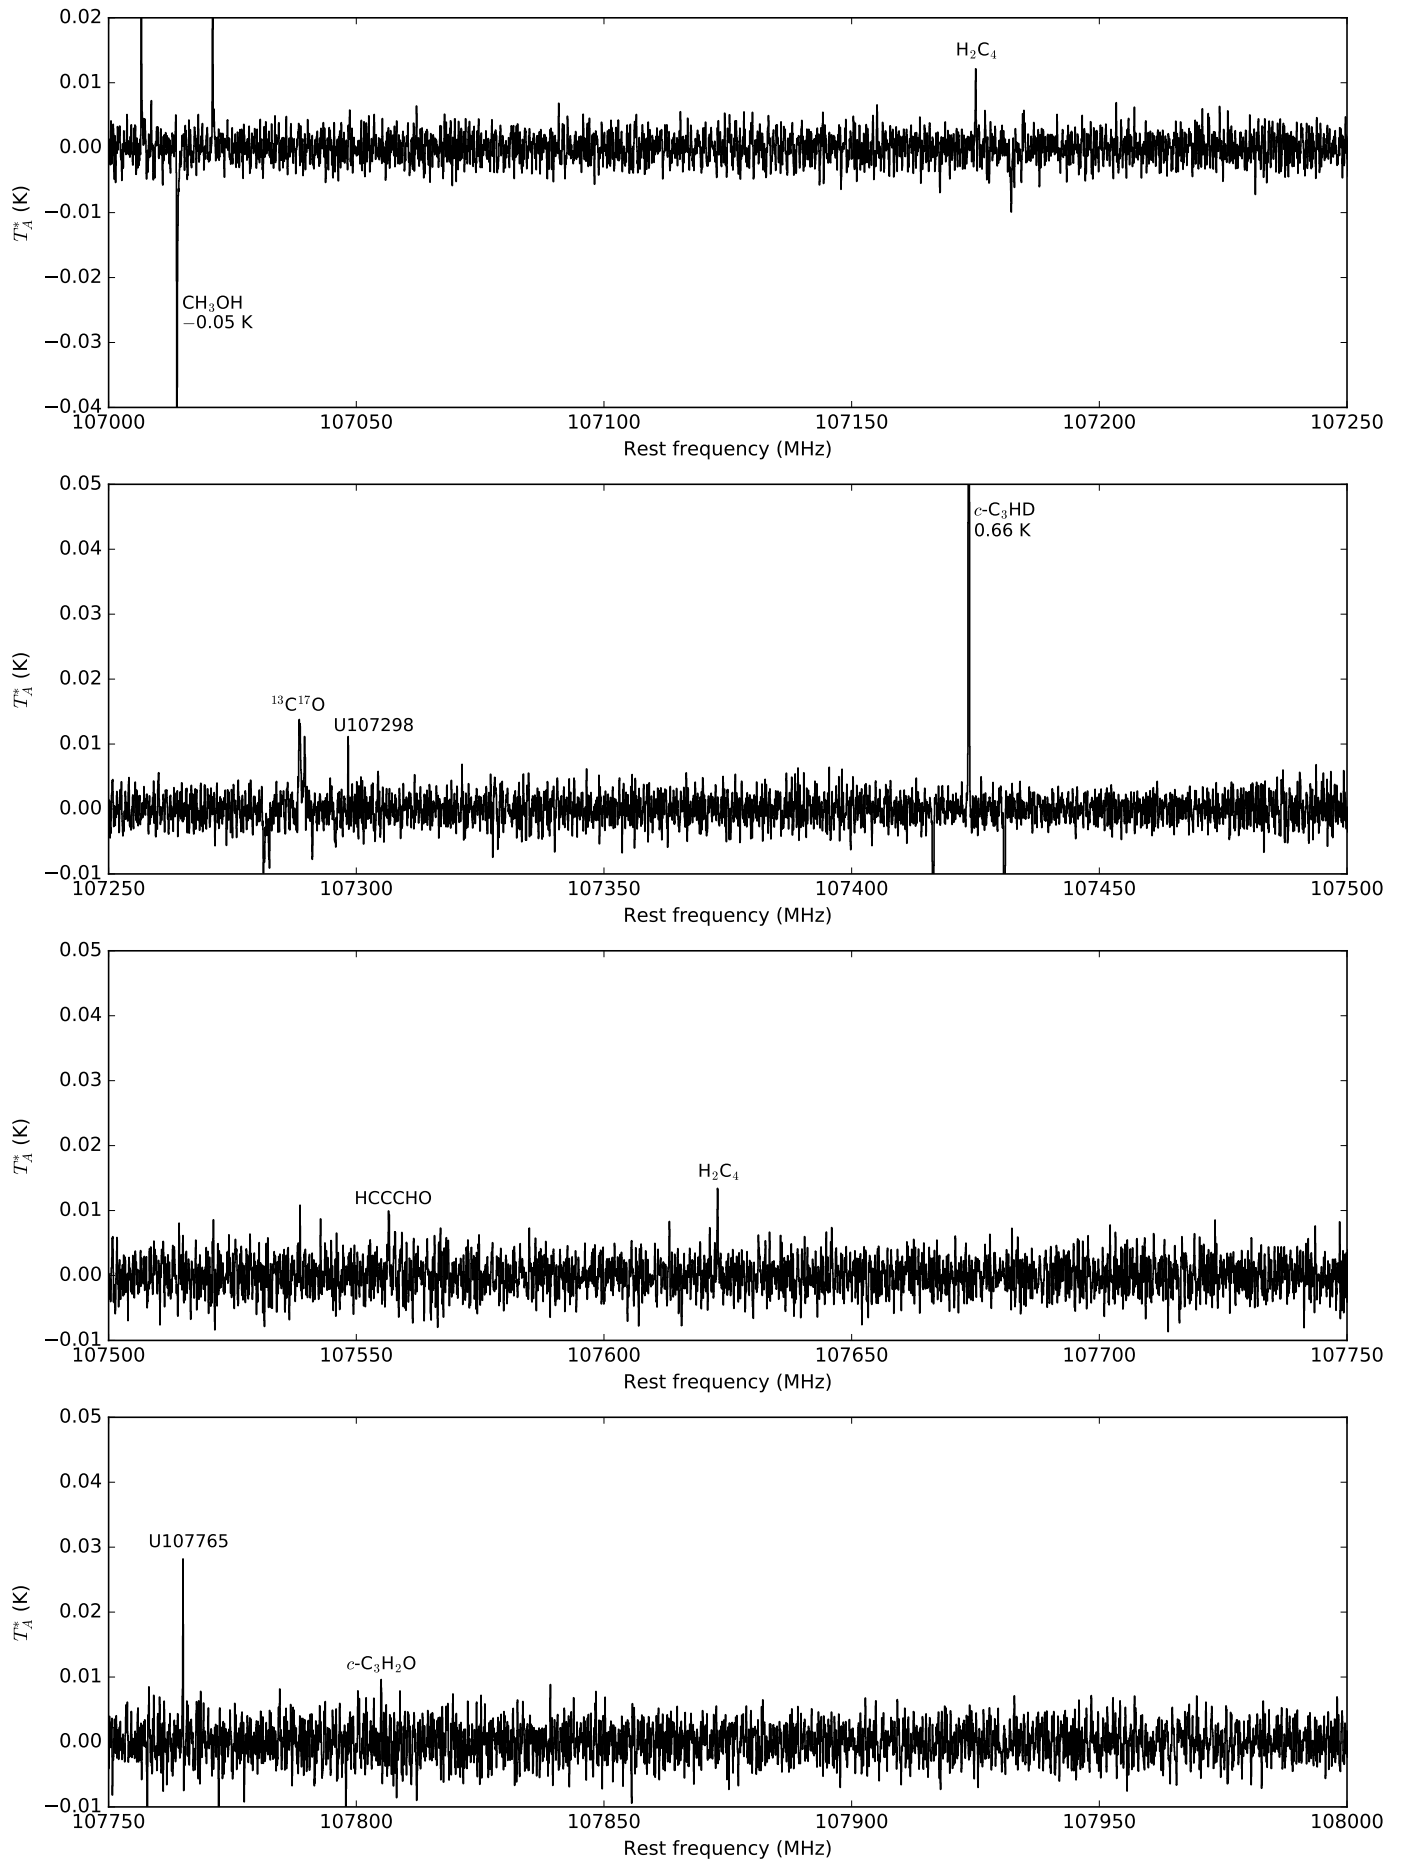 0.02
0.01
0.00
−0.01
−0.02
−0.03
−0.04
T*A (K)
H2C4
CH3OH
−0.05 K
107000 107050 107100 107150 107200 107250
Rest frequency (MHz)
0.05
0.04
0.03
0.02
0.01
0.00
−0.01
T*A (K)
c-C3HD
0.66 K
13C17O
U107298
107250 107300 107350 107400 107450 107500
Rest frequency (MHz)
0.05
0.04
0.03
0.02
0.01
0.00
−0.01
T*A (K)
H2C4
HCCCHO
107500 107550 107600 107650 107700 107750
Rest frequency (MHz)
0.05
0.04
0.03
0.02
0.01
0.00
−0.01
T*A (K)
U107765
c-C3H2O
107750 107800 107850 107900 107950 108000
Rest frequency (MHz)